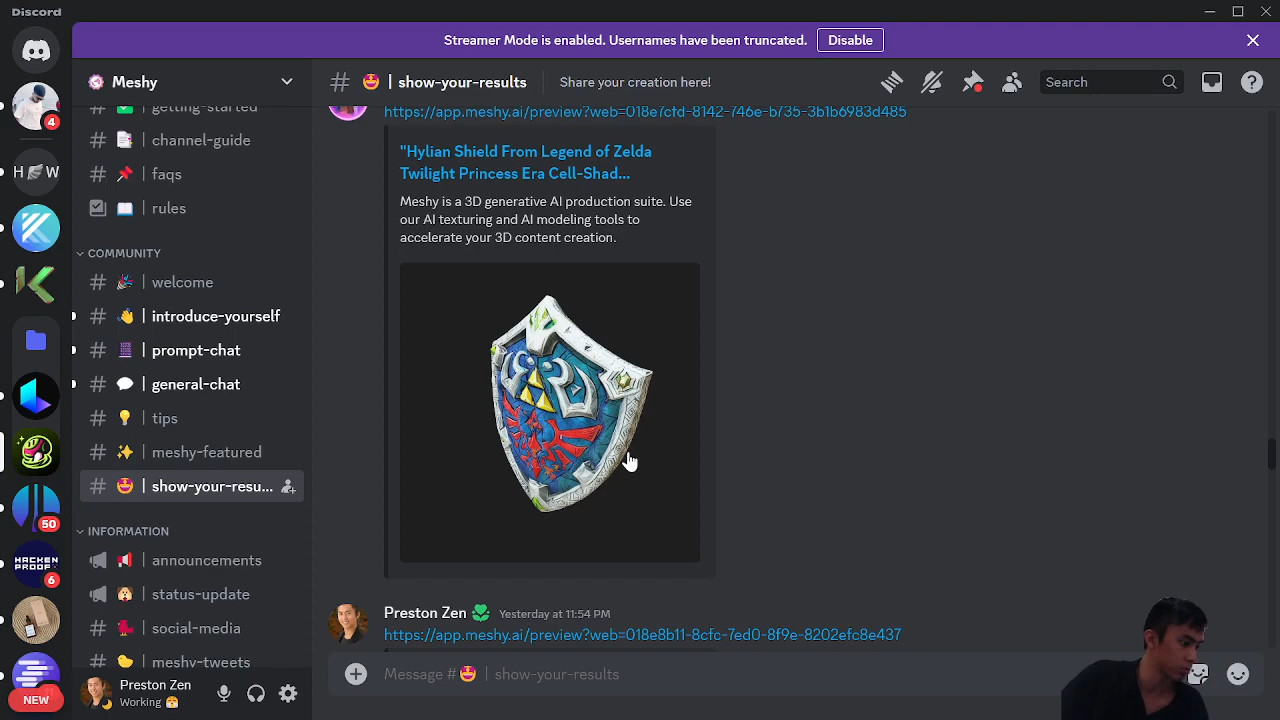 Discord
Streamer Mode is enabled. Usernames have been truncated.
Disable
Meshy
# 🤩 | show-your-results
Share your creation here!
Search
4
H W
50
HACKEN
PROOF_
6
NEW
getting-started
channel-guide
faqs
rules
COMMUNITY
welcome
introduce-yourself
prompt-chat
general-chat
tips
meshy-featured
show-your-resu...
INFORMATION
announcements
status-update
social-media
meshy-tweets
Preston Zen
Working
https://app.meshy.ai/preview?web=018e7cfd-8142-746e-b735-3b1b6983d485
"Hylian Shield From Legend of Zelda
Twilight Princess Era Cell-Shad...
Meshy is a 3D generative AI production suite. Use
our AI texturing and AI modeling tools to
accelerate your 3D content creation.
Preston Zen
Yesterday at 11:54 PM
https://app.meshy.ai/preview?web=018e8b11-8cfc-7ed0-8f9e-8202efc8e437
Message #🤩 | show-your-results